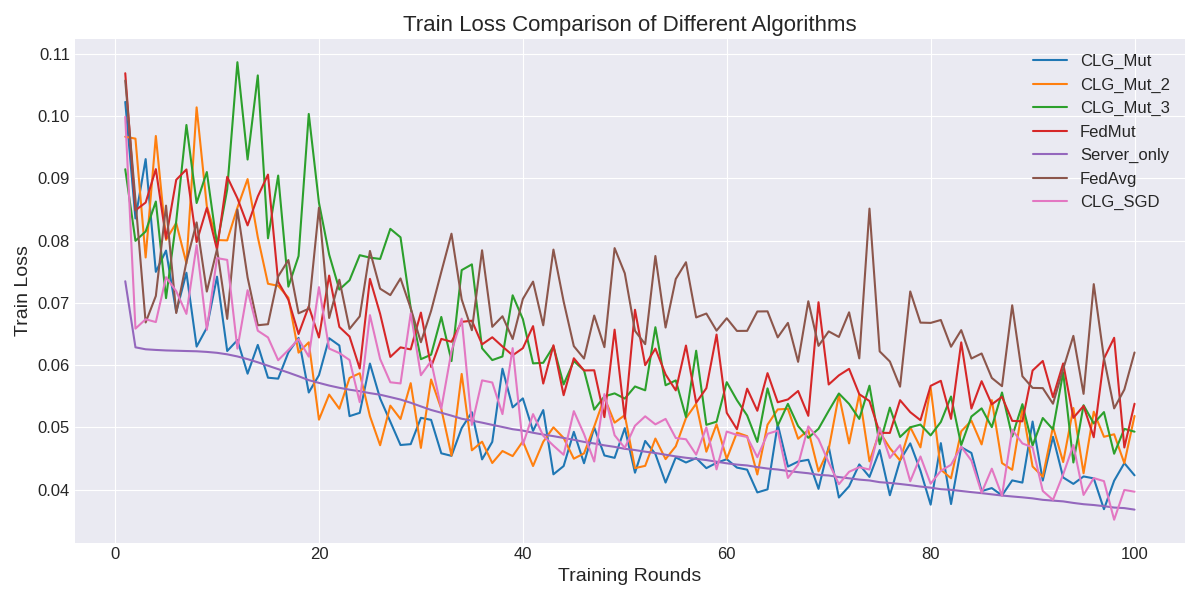 Train Loss Comparison of Different Algorithms
0.11
0.10
0.09
0.08
0.07
0.06
0.05
0.04
Train Loss
CLG_Mut
CLG_Mut_2
CLG_Mut_3
FedMut
Server_only
FedAvg
CLG_SGD
0 20 40 60 80 100
Training Rounds